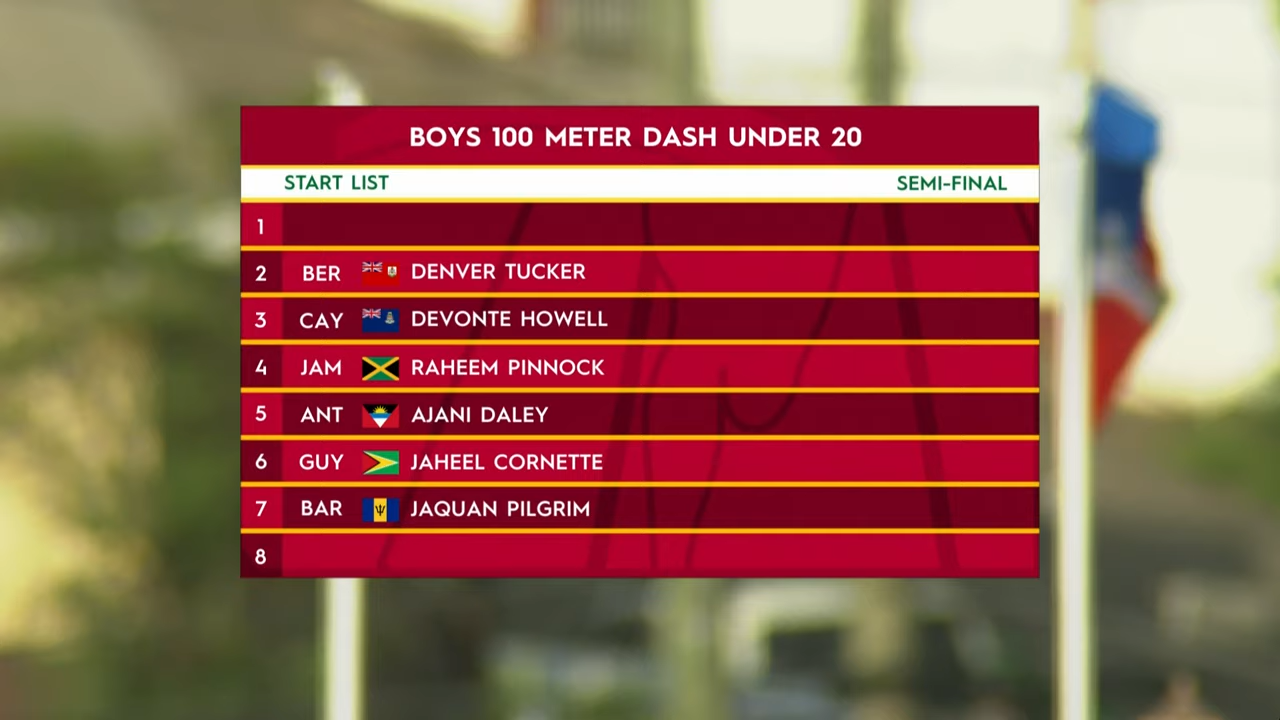 BOYS 100 METER DASH UNDER 20
START LIST SEMI-FINAL
1
2 BER DENVER TUCKER
3 CAY DEVONTE HOWELL
4 JAM RAHEEM PINNOCK
5 ANT AJANI DALEY
6 GUY JAHEEL CORNETTE
7 BAR JAQUAN PILGRIM
8